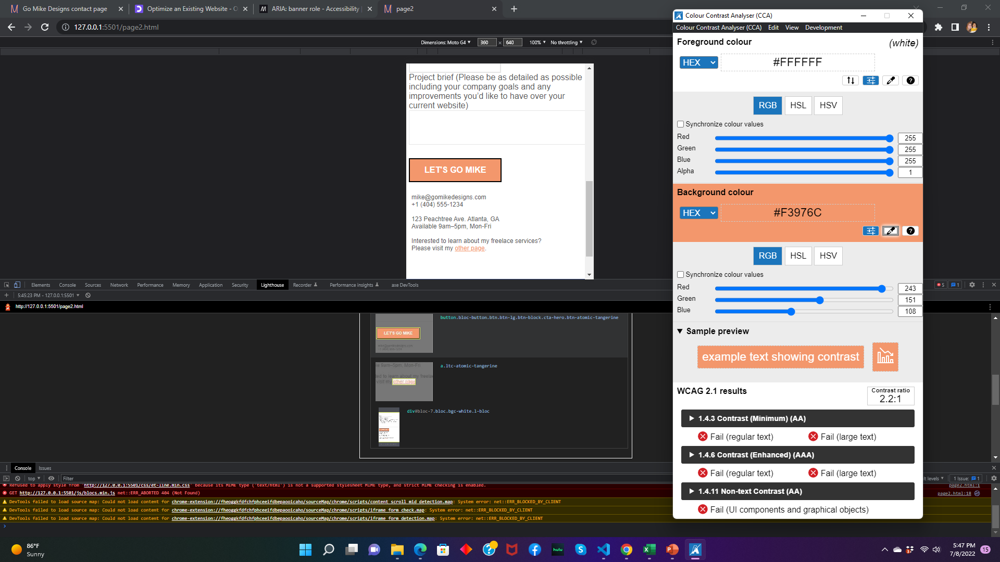 Go Mike Designs contact page
Optimize an Existing Website - O
ARIA: banner role - Accessibility
page2
127.0.0.1:5501/page2.html
Dimensions: Moto G4
360
×
640
100%
No throttling
Project brief (Please be as detailed as possible
including your company goals and any
improvements you'd like to have over your
current website)
LET'S GO MIKE
mike@gomikedesigns.com
+1 (404) 555-1234
123 Peachtree Ave. Atlanta, GA
Available 9am–5pm, Mon-Fri
Interested to learn about my freelace services?
Please visit my other page.
Elements
Console
Sources
Network
Performance
Memory
Application
Security
Lighthouse
Recorder
Performance insights
axe DevTools
5
1
5:45:23 PM - 127.0.0.1:5501
http://127.0.0.1:5501/page2.html
LET'S GO MIKE
button.bloc-button.btn.btn-lg.btn-block.cta-hero.btn-atomic-tangerine
a.ltc-atomic-tangerine
other page
div#bloc-7.bloc.bgc-white.l-bloc
Console
Issues
top
Filter
lt levels
1 Issue:
1
Refused to apply style from 'http://127.0.0.1:5501/css/et-line.min.css' because its MIME type ('text/html') is not a supported stylesheet MIME type, and strict MIME checking is enabled.
page2.html:1
GET http://127.0.0.1:5501/js/blocs.min.js net::ERR_ABORTED 404 (Not Found)
page2.html:18
DevTools failed to load source map: Could not load content for chrome-extension://fheoggkfdfchfphceeifdbepaooicaho/sourceMap/chrome/scripts/content_scroll_mid_detection.map: System error: net::ERR_BLOCKED_BY_CLIENT
DevTools failed to load source map: Could not load content for chrome-extension://fheoggkfdfchfphceeifdbepaooicaho/sourceMap/chrome/scripts/iframe_form_check.map: System error: net::ERR_BLOCKED_BY_CLIENT
DevTools failed to load source map: Could not load content for chrome-extension://fheoggkfdfchfphceeifdbepaooicaho/sourceMap/chrome/scripts/iframe_form_detection.map: System error: net::ERR_BLOCKED_BY_CLIENT
Colour Contrast Analyser (CCA)
Colour Contrast Analyser (CCA)
Edit
View
Development
Foreground colour
(white)
HEX
#FFFFFF
RGB
HSL
HSV
Synchronize colour values
Red
255
Green
255
Blue
255
Alpha
1
Background colour
HEX
#F3976C
RGB
HSL
HSV
Synchronize colour values
Red
243
Green
151
Blue
108
Sample preview
example text showing contrast
WCAG 2.1 results
Contrast ratio
2.2:1
1.4.3 Contrast (Minimum) (AA)
Fail (regular text)
Fail (large text)
1.4.6 Contrast (Enhanced) (AAA)
Fail (regular text)
Fail (large text)
1.4.11 Non-text Contrast (AA)
Fail (UI components and graphical objects)
86°F
Sunny
hulu
5:47 PM
7/8/2022
15